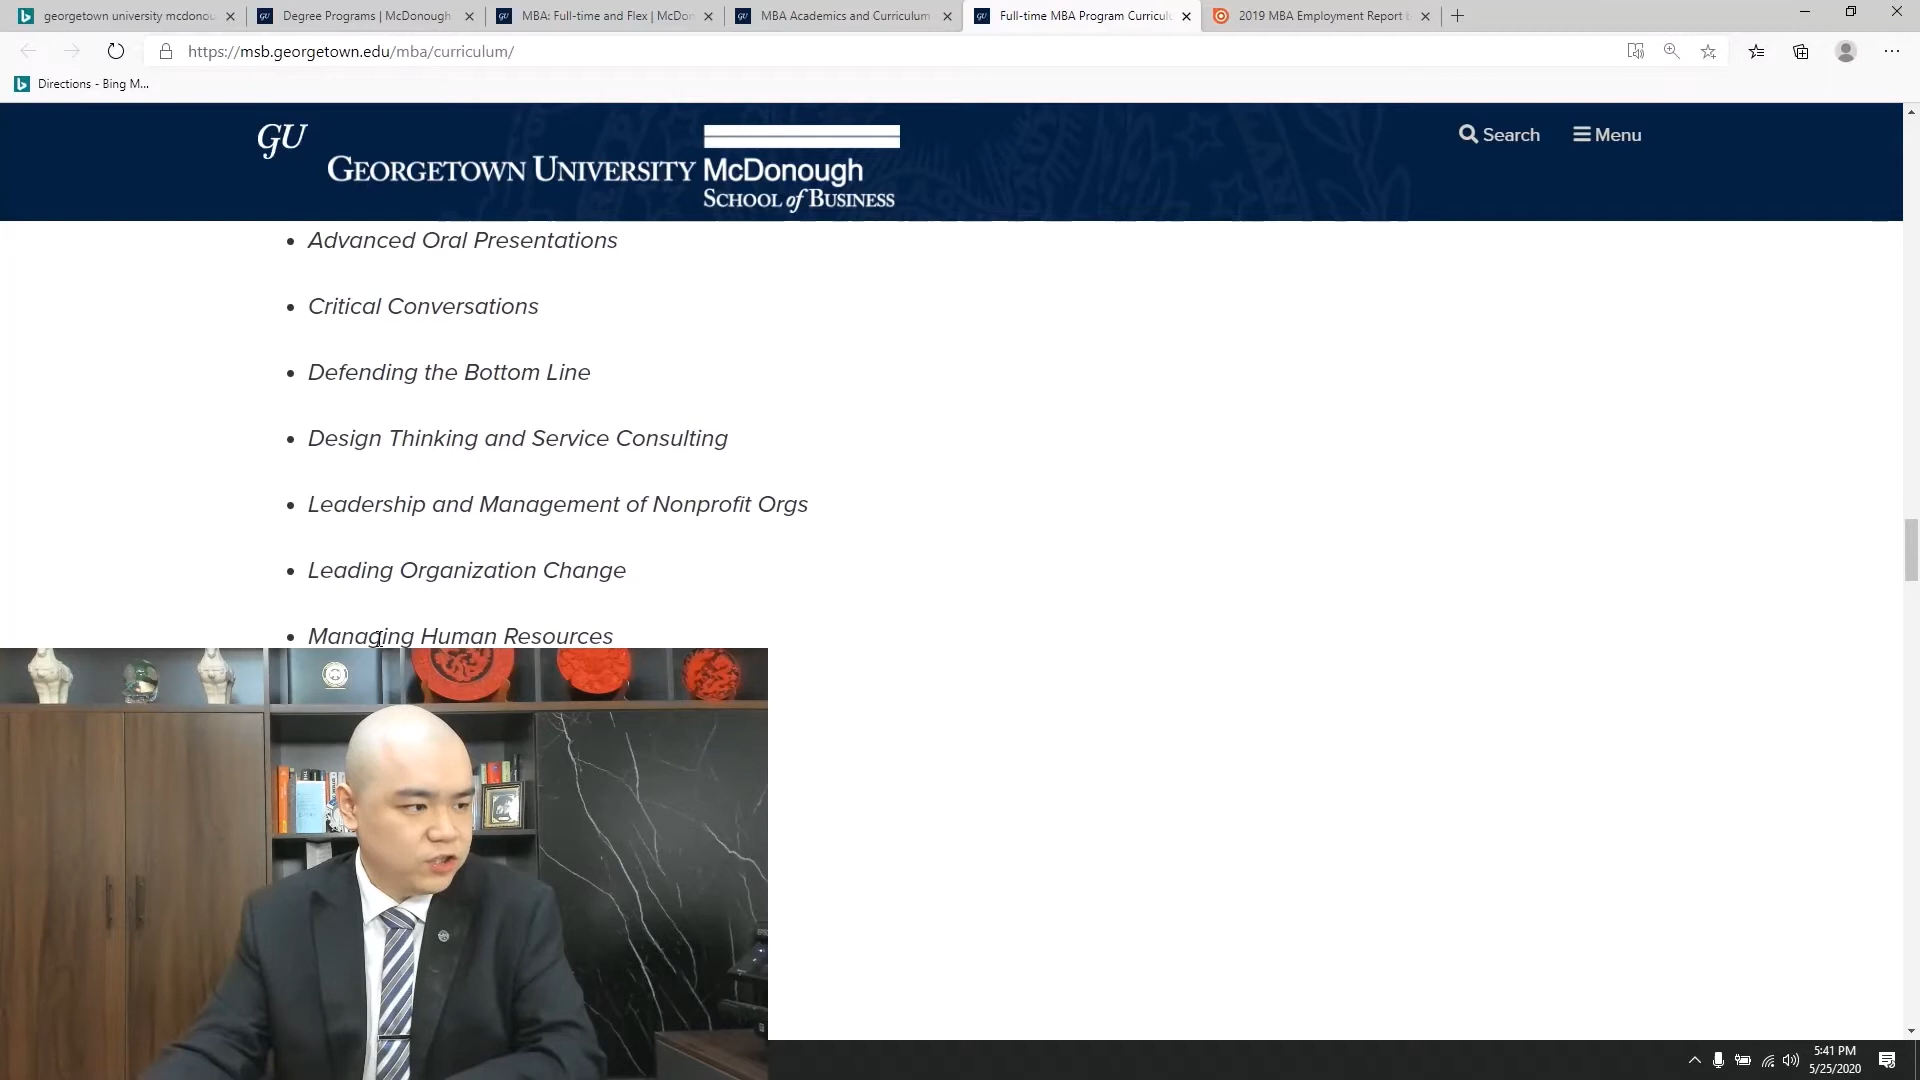 georgetown university mcdonou
Degree Programs | McDonough
MBA: Full-time and Flex | McDon
MBA Academics and Curriculum
Full-time MBA Program Curricul
2019 MBA Employment Report
https://msb.georgetown.edu/mba/curriculum/
Directions - Bing M...
GU
GEORGETOWN UNIVERSITY
McDonough
SCHOOL of BUSINESS
Search
Menu
• Advanced Oral Presentations
• Critical Conversations
• Defending the Bottom Line
• Design Thinking and Service Consulting
• Leadership and Management of Nonprofit Orgs
• Leading Organization Change
• Managing Human Resources
5:41 PM
5/25/2020